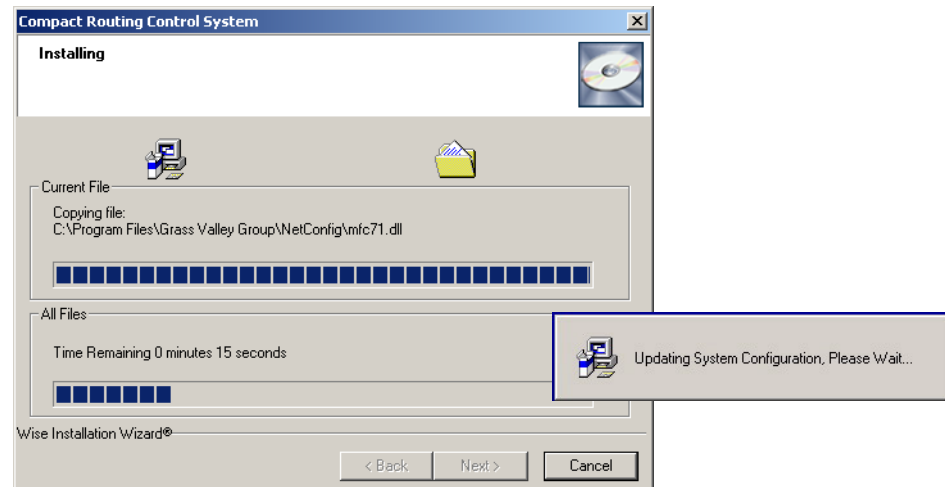 Compact Routing Control System
Installing
Current File
Copying file:
C:\Program Files\Grass Valley Group\NetConfig\mfc71.dll
All Files
Time Remaining 0 minutes 15 seconds
Updating System Configuration, Please Wait...
Wise Installation Wizard®
< Back
Next >
Cancel